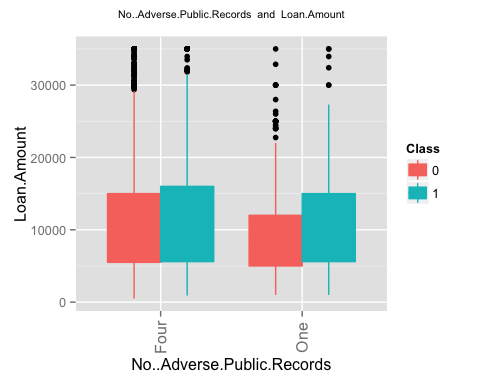 No..Adverse.Public.Records and Loan.Amount
Loan.Amount
30000
20000
10000
0
Four
One
No..Adverse.Public.Records
Class
0
1